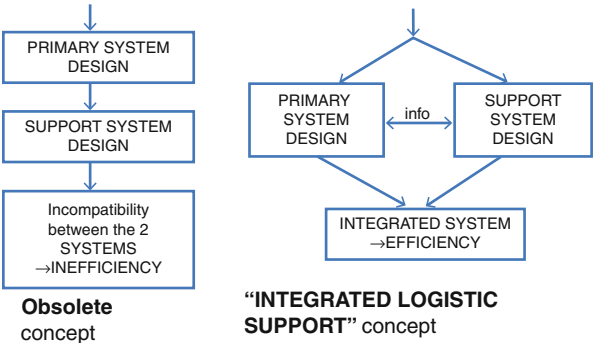 PRIMARY SYSTEM
DESIGN
SUPPORT SYSTEM
DESIGN
Incompatibility
between the 2
SYSTEMS
→INEFFICIENCY
Obsolete
concept
PRIMARY
SYSTEM
DESIGN
info
SUPPORT
SYSTEM
DESIGN
INTEGRATED SYSTEM
→EFFICIENCY
“INTEGRATED LOGISTIC
SUPPORT” concept